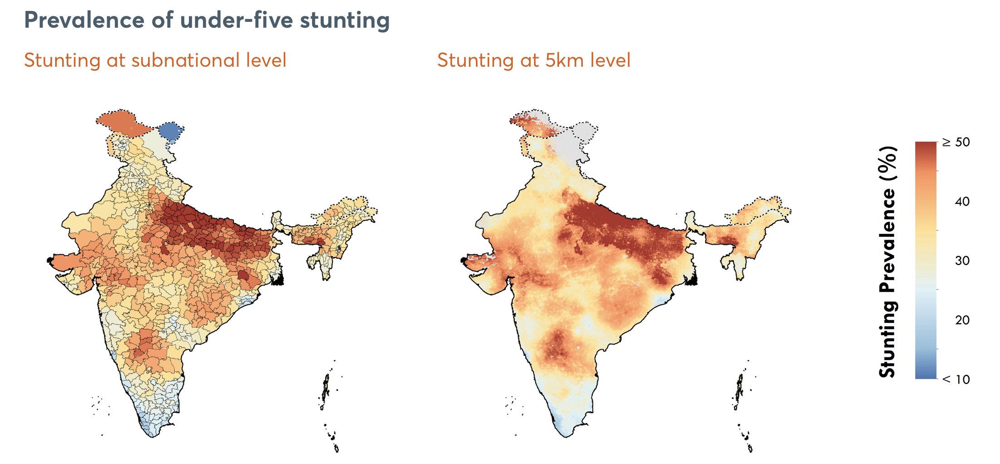 Prevalence of under-five stunting
Stunting at subnational level
Stunting at 5km level
Stunting Prevalence (%)
≥ 50
40
30
20
< 10